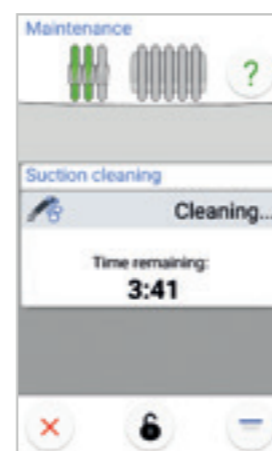 Maintenance
?
Suction cleaning
Cleaning...
Time remaining:
3:41